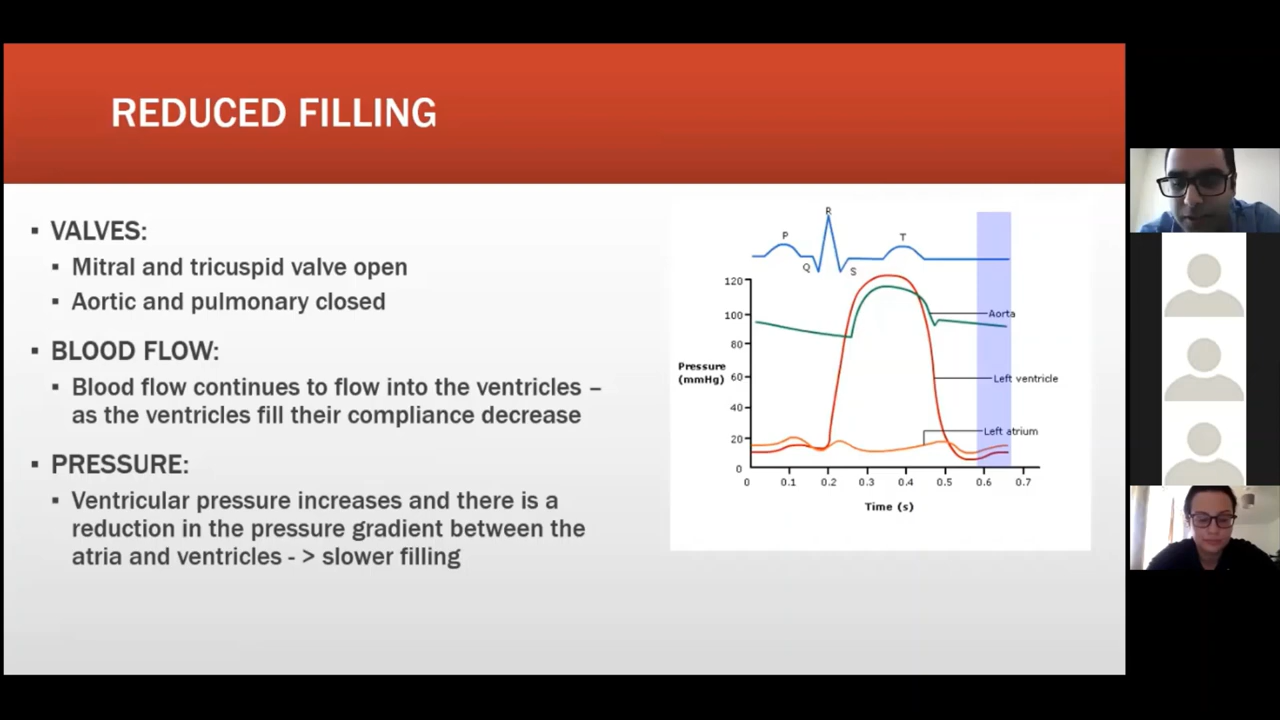 REDUCED FILLING
▪ VALVES:
▪ Mitral and tricuspid valve open
▪ Aortic and pulmonary closed
▪ BLOOD FLOW:
▪ Blood flow continues to flow into the ventricles –
as the ventricles fill their compliance decrease
▪ PRESSURE:
▪ Ventricular pressure increases and there is a
reduction in the pressure gradient between the
atria and ventricles - > slower filling
R
P
T
Q
S
120
100
80
60
40
20
0
Pressure
(mmHg)
Aorta
Left ventricle
Left atrium
0 0.1 0.2 0.3 0.4 0.5 0.6 0.7
Time (s)